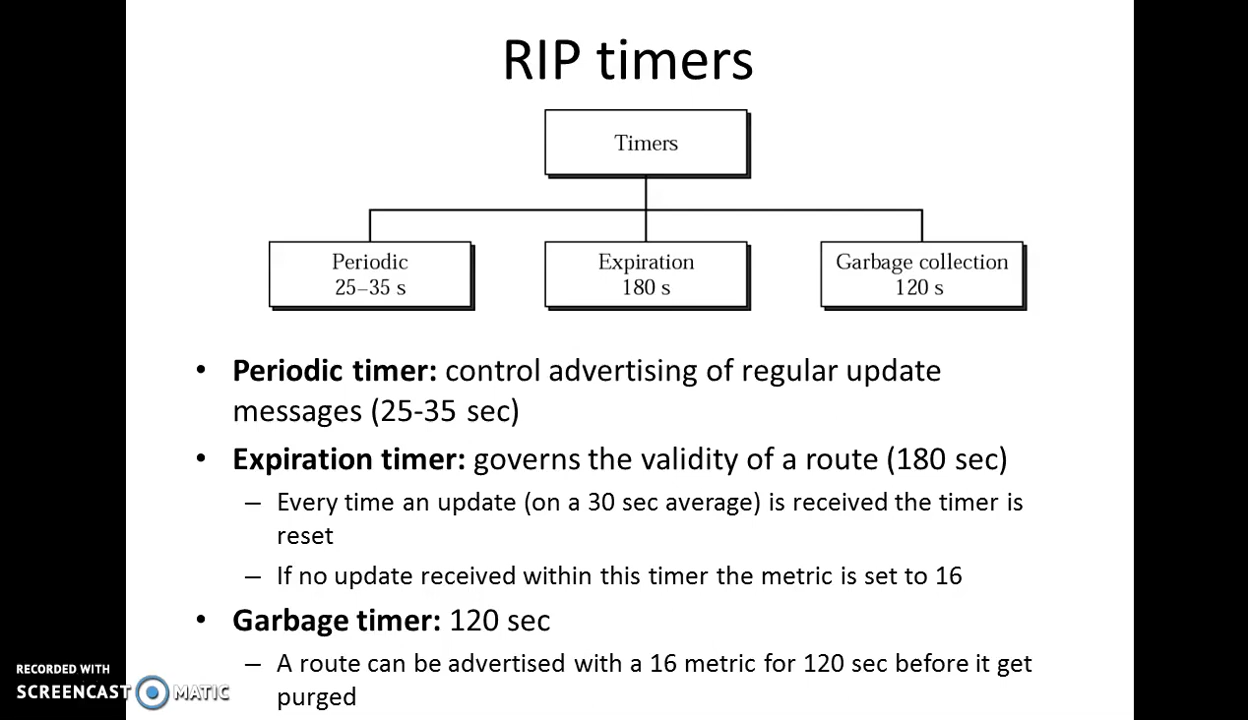 RIP timers
Timers
Periodic
25–35 s
Expiration
180 s
Garbage collection
120 s
• Periodic timer: control advertising of regular update
messages (25-35 sec)
• Expiration timer: governs the validity of a route (180 sec)
– Every time an update (on a 30 sec average) is received the timer is
reset
– If no update received within this timer the metric is set to 16
• Garbage timer: 120 sec
– A route can be advertised with a 16 metric for 120 sec before it get
purged
RECORDED WITH
SCREENCAST MATIC